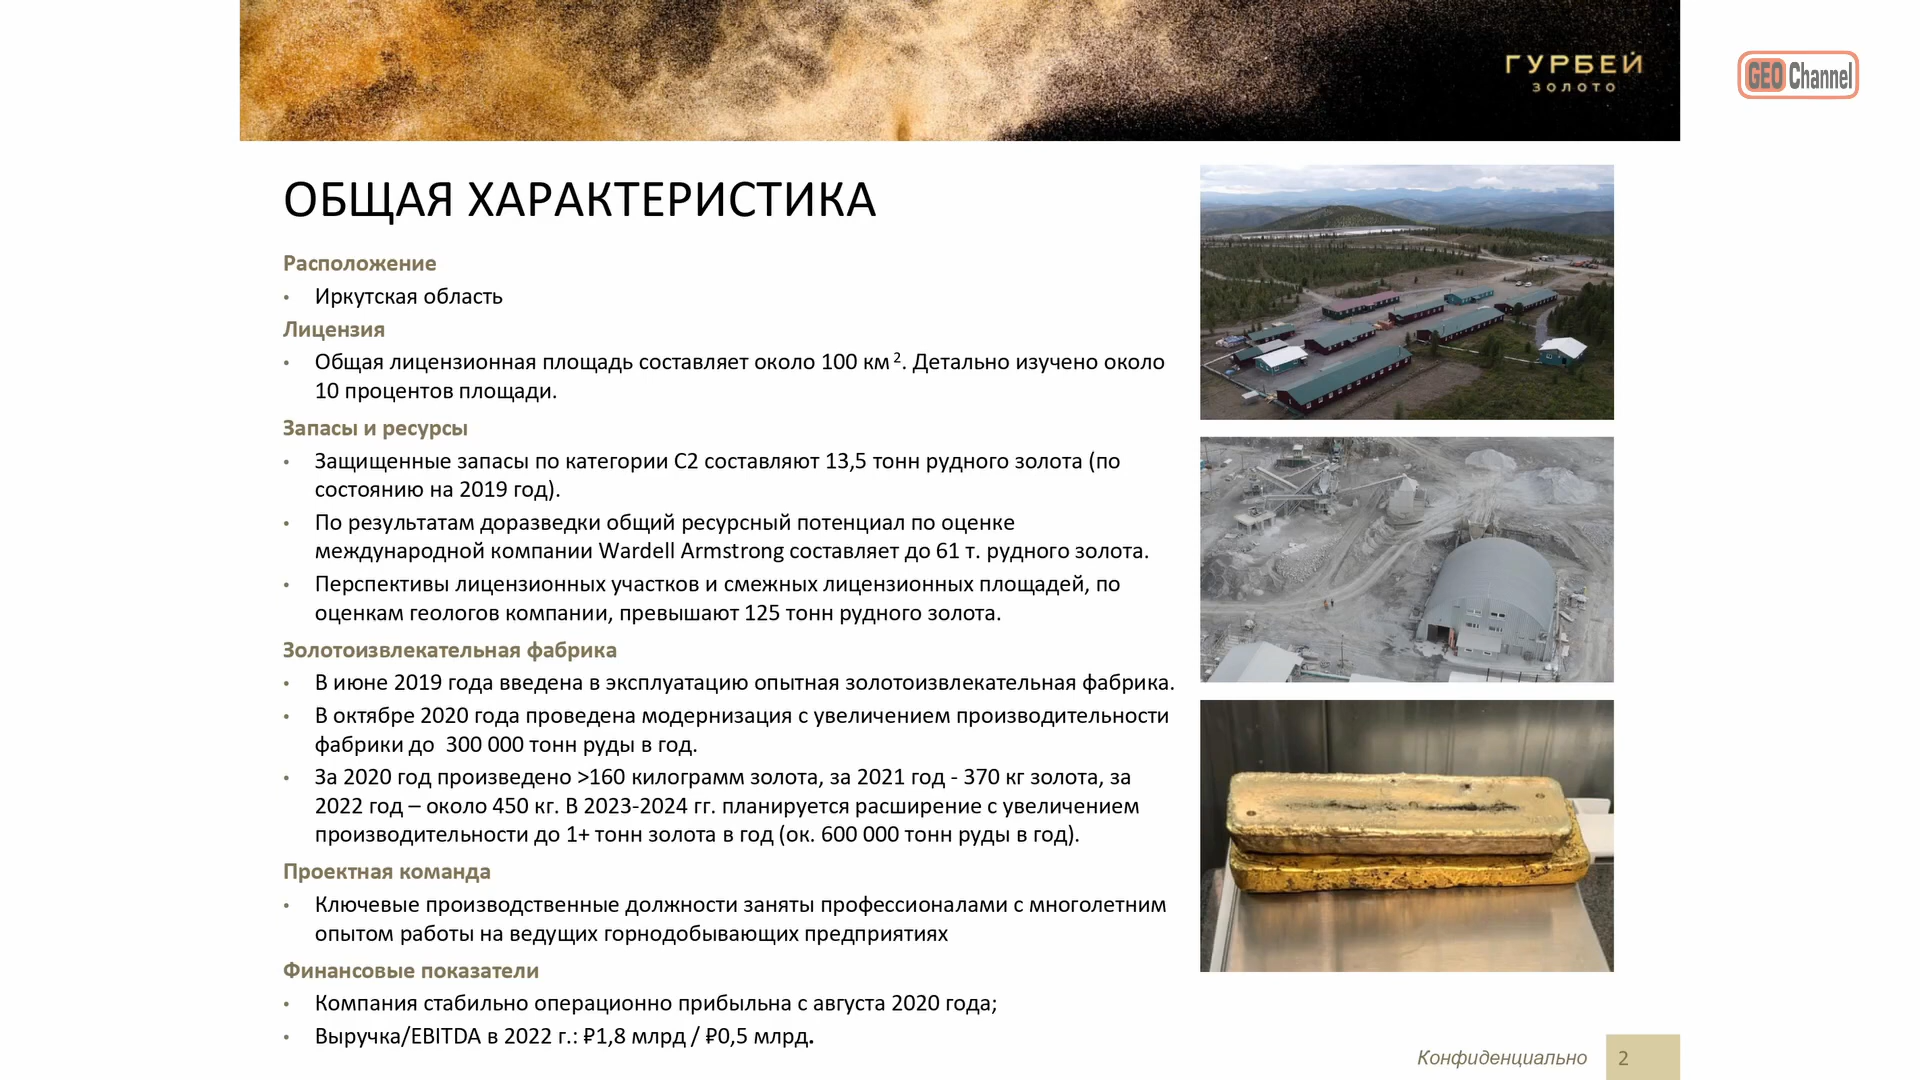 ГУРБЕЙ
ЗОЛОТО
GEO Channel
ОБЩАЯ ХАРАКТЕРИСТИКА
Расположение
• Иркутская область
Лицензия
• Общая лицензионная площадь составляет около 100 км². Детально изучено около
10 процентов площади.
Запасы и ресурсы
• Защищенные запасы по категории С2 составляют 13,5 тонн рудного золота (по
состоянию на 2019 год).
• По результатам доразведки общий ресурсный потенциал по оценке
международной компании Wardell Armstrong составляет до 61 т. рудного золота.
• Перспективы лицензионных участков и смежных лицензионных площадей, по
оценкам геологов компании, превышают 125 тонн рудного золота.
Золотоизвлекательная фабрика
• В июне 2019 года введена в эксплуатацию опытная золотоизвлекательная фабрика.
• В октябре 2020 года проведена модернизация с увеличением производительности
фабрики до 300 000 тонн руды в год.
• За 2020 год произведено >160 килограмм золота, за 2021 год - 370 кг золота, за
2022 год – около 450 кг. В 2023-2024 гг. планируется расширение с увеличением
производительности до 1+ тонн золота в год (ок. 600 000 тонн руды в год).
Проектная команда
• Ключевые производственные должности заняты профессионалами с многолетним
опытом работы на ведущих горнодобывающих предприятиях
Финансовые показатели
• Компания стабильно операционно прибыльна с августа 2020 года;
• Выручка/EBITDA в 2022 г.: ₽1,8 млрд / ₽0,5 млрд.
Конфиденциально 2